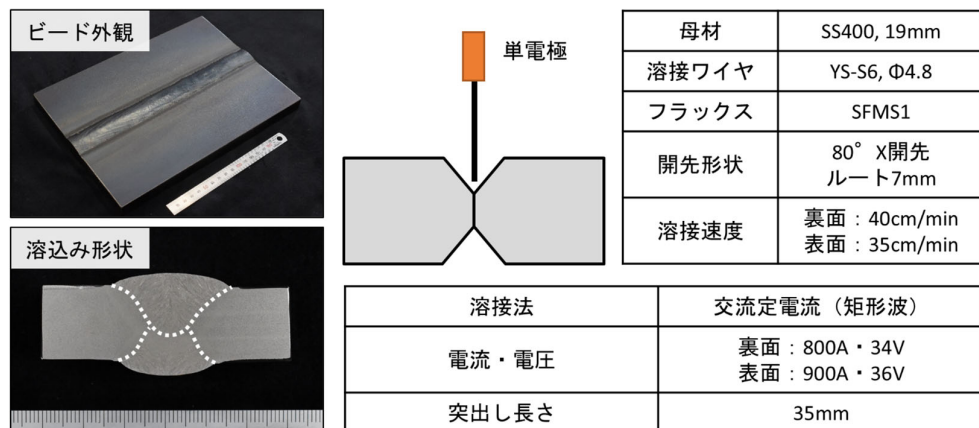 ビード外観
単電極
溶込み形状
母材 SS400, 19mm
溶接ワイヤ YS-S6, Φ4.8
フラックス SFMS1
開先形状 80°X開先
ルート7mm
溶接速度 裏面：40cm/min
表面：35cm/min
溶接法 交流定電流（矩形波）
電流・電圧 裏面：800A・34V
表面：900A・36V
突出し長さ 35mm